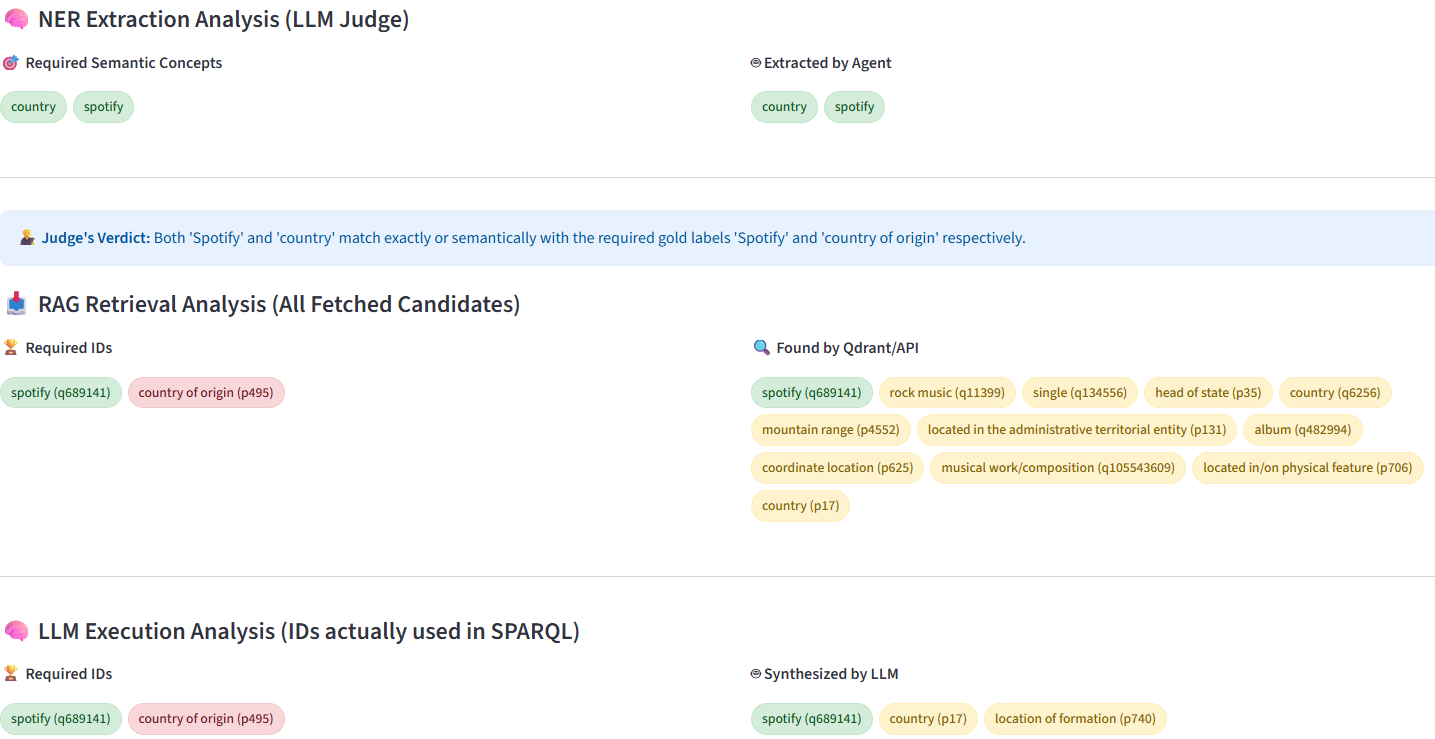 NER Extraction Analysis (LLM Judge)
Required Semantic Concepts
Extracted by Agent
country spotify
country spotify
Judge's Verdict: Both 'Spotify' and 'country' match exactly or semantically with the required gold labels 'Spotify' and 'country of origin' respectively.
RAG Retrieval Analysis (All Fetched Candidates)
Required IDs
Found by Qdrant/API
spotify (q689141) country of origin (p495)
spotify (q689141) rock music (q11399) single (q134556) head of state (p35) country (q6256)
mountain range (p4552) located in the administrative territorial entity (p131) album (q482994)
coordinate location (p625) musical work/composition (q105543609) located in/on physical feature (p706)
country (p17)
LLM Execution Analysis (IDs actually used in SPARQL)
Required IDs
Synthesized by LLM
spotify (q689141) country of origin (p495)
spotify (q689141) country (p17) location of formation (p740)